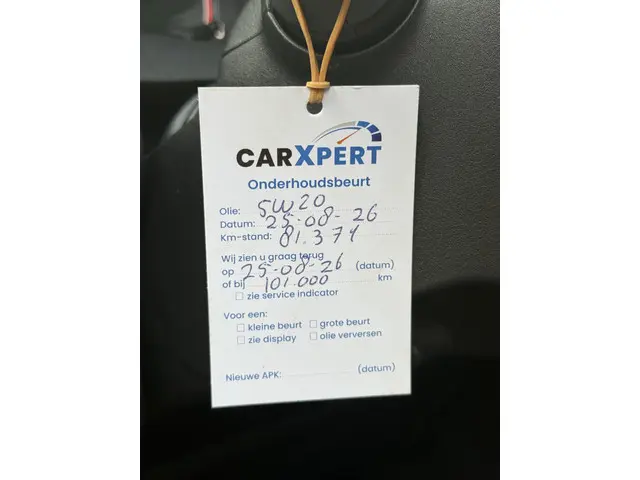 CARXPERT
Onderhoudsbeurt
Olie: 5W20
Datum: 25-08-26
Km-stand: 81.374
Wij zien u graag terug
op 25-08-26 (datum)
of bij 101.000 km
zie service indicator
Voor een:
kleine beurt grote beurt
zie display olie verversen
Nieuwe APK: (datum)